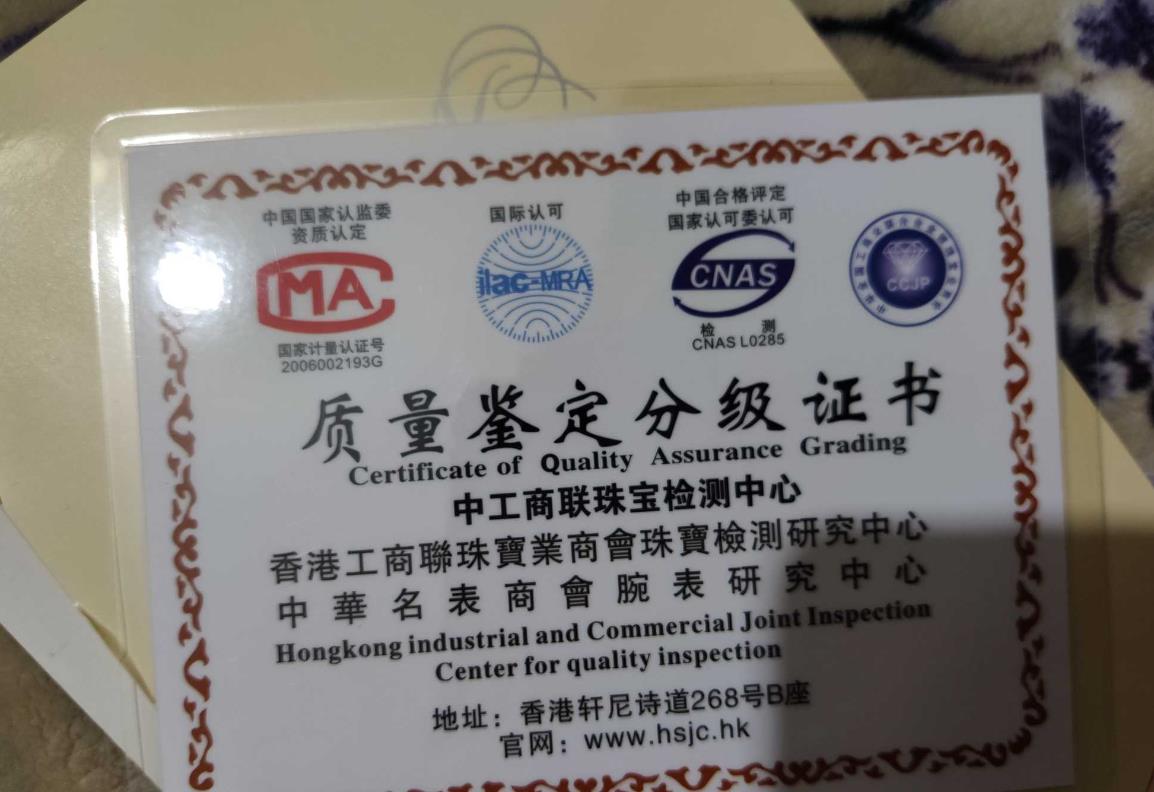 中国国家认监委
资质认定
MA
国家计量认证号
2006002193G
国际认可
ilac-MRA
中国合格评定
国家认可委认可
CNAS
检 测
CNAS L0285
CCJP
质量鉴定分级证书
Certificate of Quality Assurance Grading
中工商联珠宝检测中心
香港工商聯珠寶業商會珠寶檢測研究中心
中華名表商會腕表研究中心
Hongkong industrial and Commercial Joint Inspection
Center for quality inspection
地址：香港轩尼诗道268号B座
官网：www.hsjc.hk